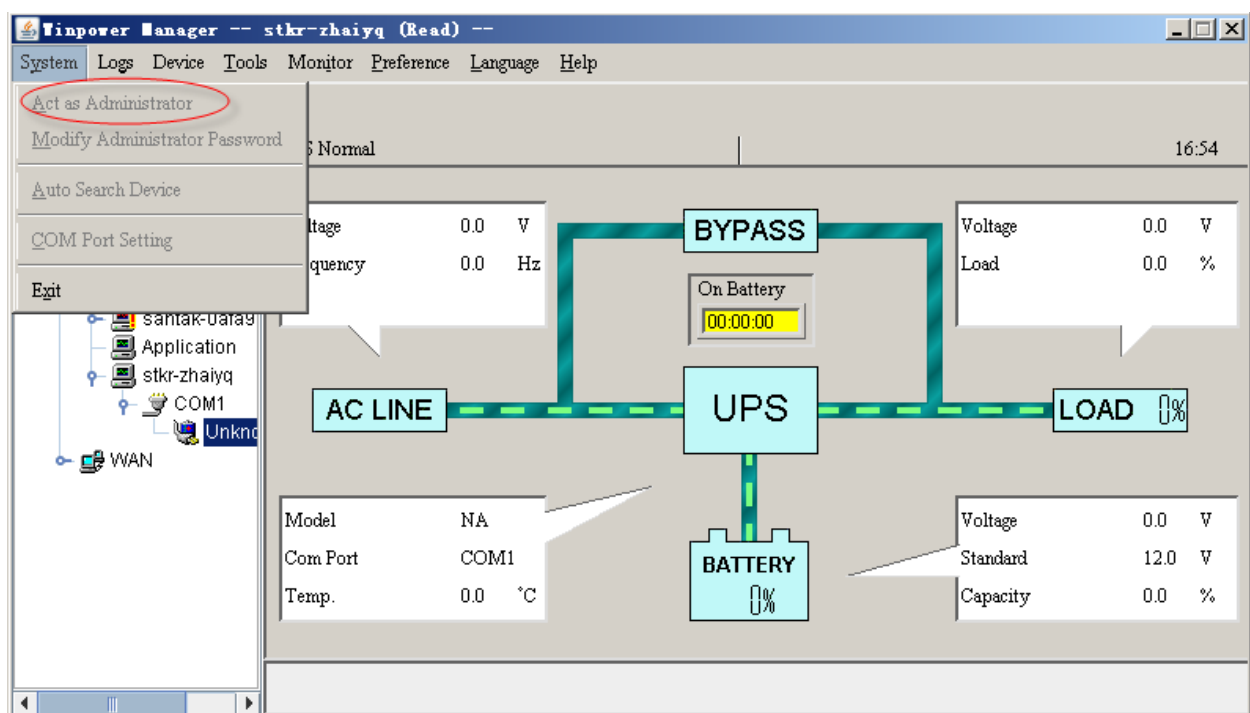 Winpower Manager -- stkr-zhaiyq (Read) --
System Logs Device Tools Monitor Preference Language Help
Act as Administrator
Modify Administrator Password
Auto Search Device
COM Port Setting
Exit
S Normal
16:54
ltage 0.0 V
quency 0.0 Hz
BYPASS
On Battery
00:00:00
Voltage 0.0 V
Load 0.0 %
santak-0afa9
Application
stkr-zhaiyq
COM1
Unkno
WAN
AC LINE
UPS
LOAD 0%
Model NA
Com Port COM1
Temp. 0.0 °C
BATTERY
0%
Voltage 0.0 V
Standard 12.0 V
Capacity 0.0 %